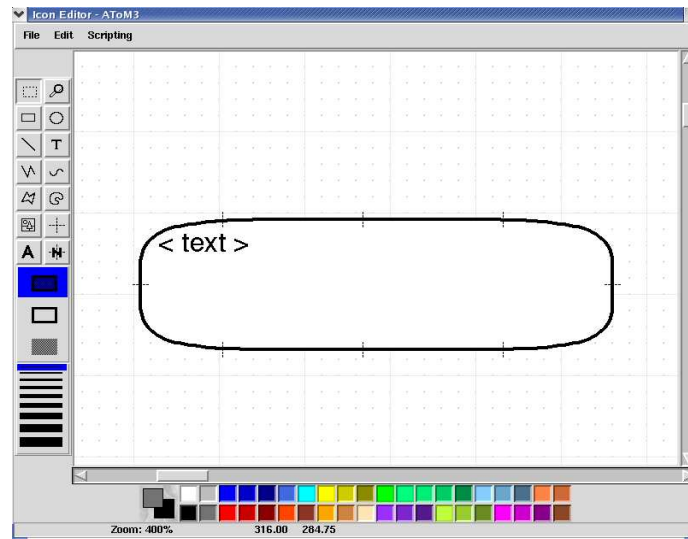 Icon Editor - AToM3
File Edit Scripting
T
A N
< text >
Zoom: 400% 316.00 284.75